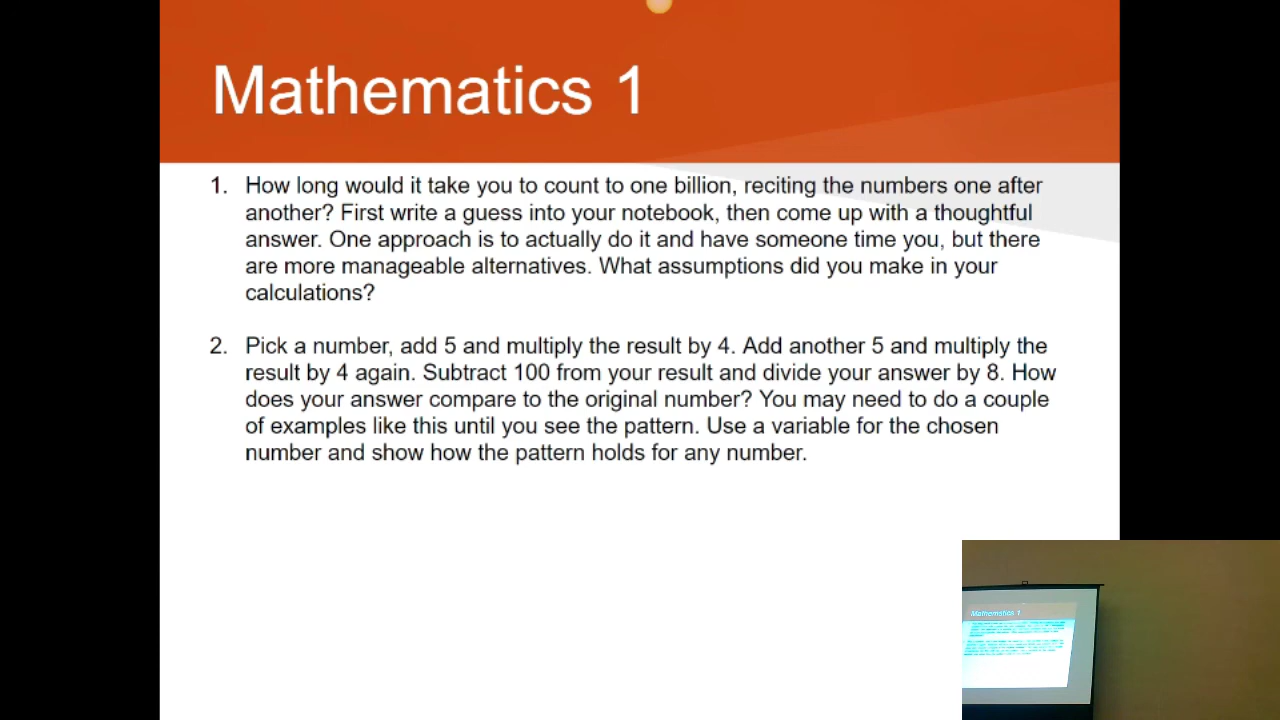 Mathematics 1
1. How long would it take you to count to one billion, reciting the numbers one after
another? First write a guess into your notebook, then come up with a thoughtful
answer. One approach is to actually do it and have someone time you, but there
are more manageable alternatives. What assumptions did you make in your
calculations?
2. Pick a number, add 5 and multiply the result by 4. Add another 5 and multiply the
result by 4 again. Subtract 100 from your result and divide your answer by 8. How
does your answer compare to the original number? You may need to do a couple
of examples like this until you see the pattern. Use a variable for the chosen
number and show how the pattern holds for any number.
Mathematics 1